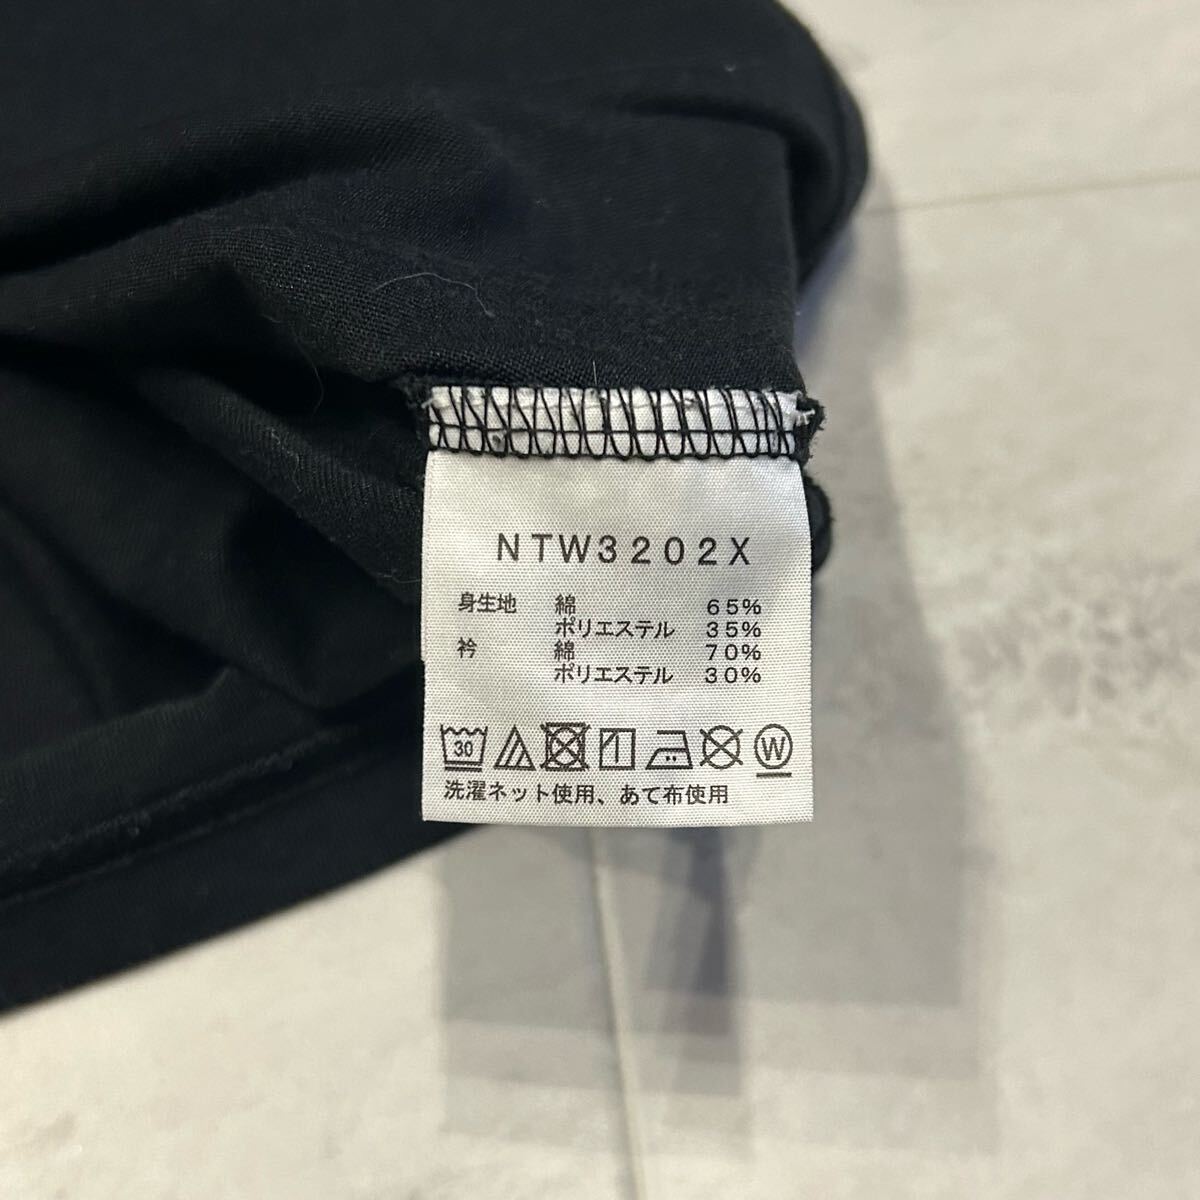 NTW3202X
身生地 綿 65%
ポリエステル 35%
衿 綿 70%
ポリエステル 30%
30 W
洗濯ネット使用、あて布使用